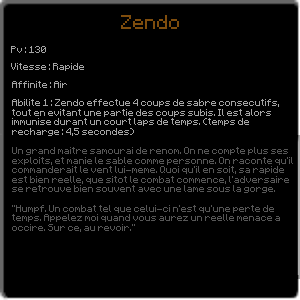 Zendo
Pv : 130
Vitesse : Rapide
Affinite : Air
Abilite 1 : Zendo effectue 4 coups de sabre consecutifs,
tout en evitant une partie des coups subis. Il est alors
immunise durant un court laps de temps. (temps de
recharge : 4,5 secondes)
Un grand maitre samourai de renom. On ne compte plus ses
exploits, et manie le sable comme personne. On raconte qu'il
commanderait le vent lui-meme. Quoi qu'il en soit, sa rapidite
est bien reelle, que sitot le combat commence, l'adversaire
se retrouve bien souvent avec une lame sous la gorge.
"Humpf. Un combat tel que celui-ci n'est qu'une perte de
temps. Appelez moi quand vous aurez un reelle menace a
occire. Sur ce, au revoir."